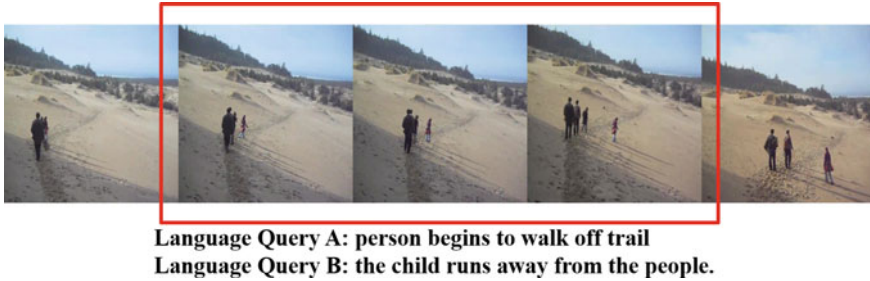 Language Query A: person begins to walk off trail
Language Query B: the child runs away from the people.